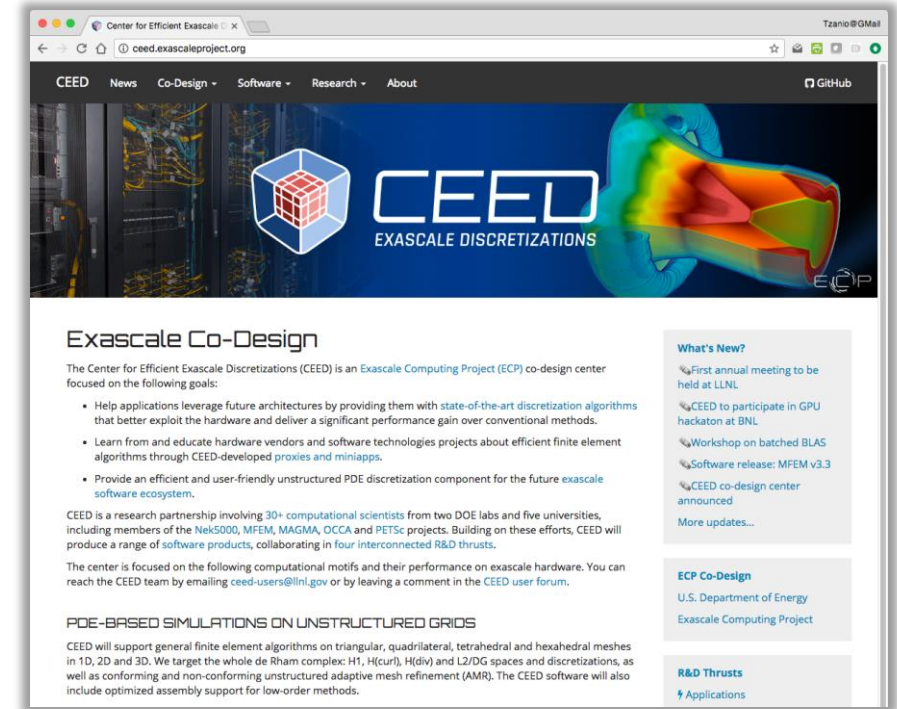 Center for Efficient Exascale D
Tzanio@GMail
ceed.exascaleproject.org
CEED News Co-Design Software Research About GitHub
CEED
EXASCALE DISCRETIZATIONS
ECP
Exascale Co-Design
The Center for Efficient Exascale Discretizations (CEED) is an Exascale Computing Project (ECP) co-design center
focused on the following goals:
• Help applications leverage future architectures by providing them with state-of-the-art discretization algorithms
that better exploit the hardware and deliver a significant performance gain over conventional methods.
• Learn from and educate hardware vendors and software technologies projects about efficient finite element
algorithms through CEED-developed proxies and miniapps.
• Provide an efficient and user-friendly unstructured PDE discretization component for the future exascale
software ecosystem.
CEED is a research partnership involving 30+ computational scientists from two DOE labs and five universities,
including members of the Nek5000, MFEM, MAGMA, OCCA and PETSc projects. Building on these efforts, CEED will
produce a range of software products, collaborating in four interconnected R&D thrusts.
The center is focused on the following computational motifs and their performance on exascale hardware. You can
reach the CEED team by emailing ceed-users@llnl.gov or by leaving a comment in the CEED user forum.
PDE-BASED SIMULATIONS ON UNSTRUCTURED GRIDS
CEED will support general finite element algorithms on triangular, quadrilateral, tetrahedral and hexahedral meshes
in 1D, 2D and 3D. We target the whole de Rham complex: H1, H(curl), H(div) and L2/DG spaces and discretizations, as
well as conforming and non-conforming unstructured adaptive mesh refinement (AMR). The CEED software will also
include optimized assembly support for low-order methods.
What's New?
First annual meeting to be
held at LLNL
CEED to participate in GPU
hackaton at BNL
Workshop on batched BLAS
Software release: MFEM v3.3
CEED co-design center
announced
More updates...
ECP Co-Design
U.S. Department of Energy
Exascale Computing Project
R&D Thrusts
Applications